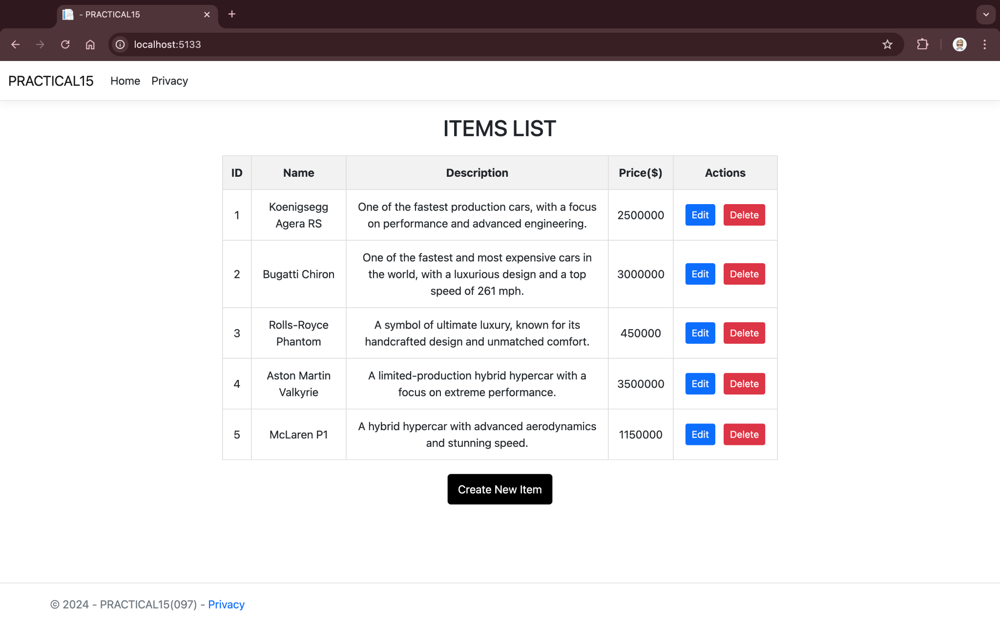 - PRACTICAL15
localhost:5133
PRACTICAL15 Home Privacy
ITEMS LIST
ID Name Description Price($) Actions
Koenigsegg One of the fastest production cars, with a focus
1 2500000 Edit Delete
Agera RS on performance and advanced engineering.
One of the fastest and most expensive cars in
2 Bugatti Chiron the world, with a luxurious design and a top 3000000 Edit Delete
speed of 261 mph.
Rolls-Royce A symbol of ultimate luxury, known for its
3 450000 Edit Delete
Phantom handcrafted design and unmatched comfort.
Aston Martin A limited-production hybrid hypercar with a
4 3500000 Edit Delete
Valkyrie focus on extreme performance.
A hybrid hypercar with advanced aerodynamics
5 McLaren P1 1150000 Edit Delete
and stunning speed.
Create New Item
© 2024 - PRACTICAL15(097) - Privacy